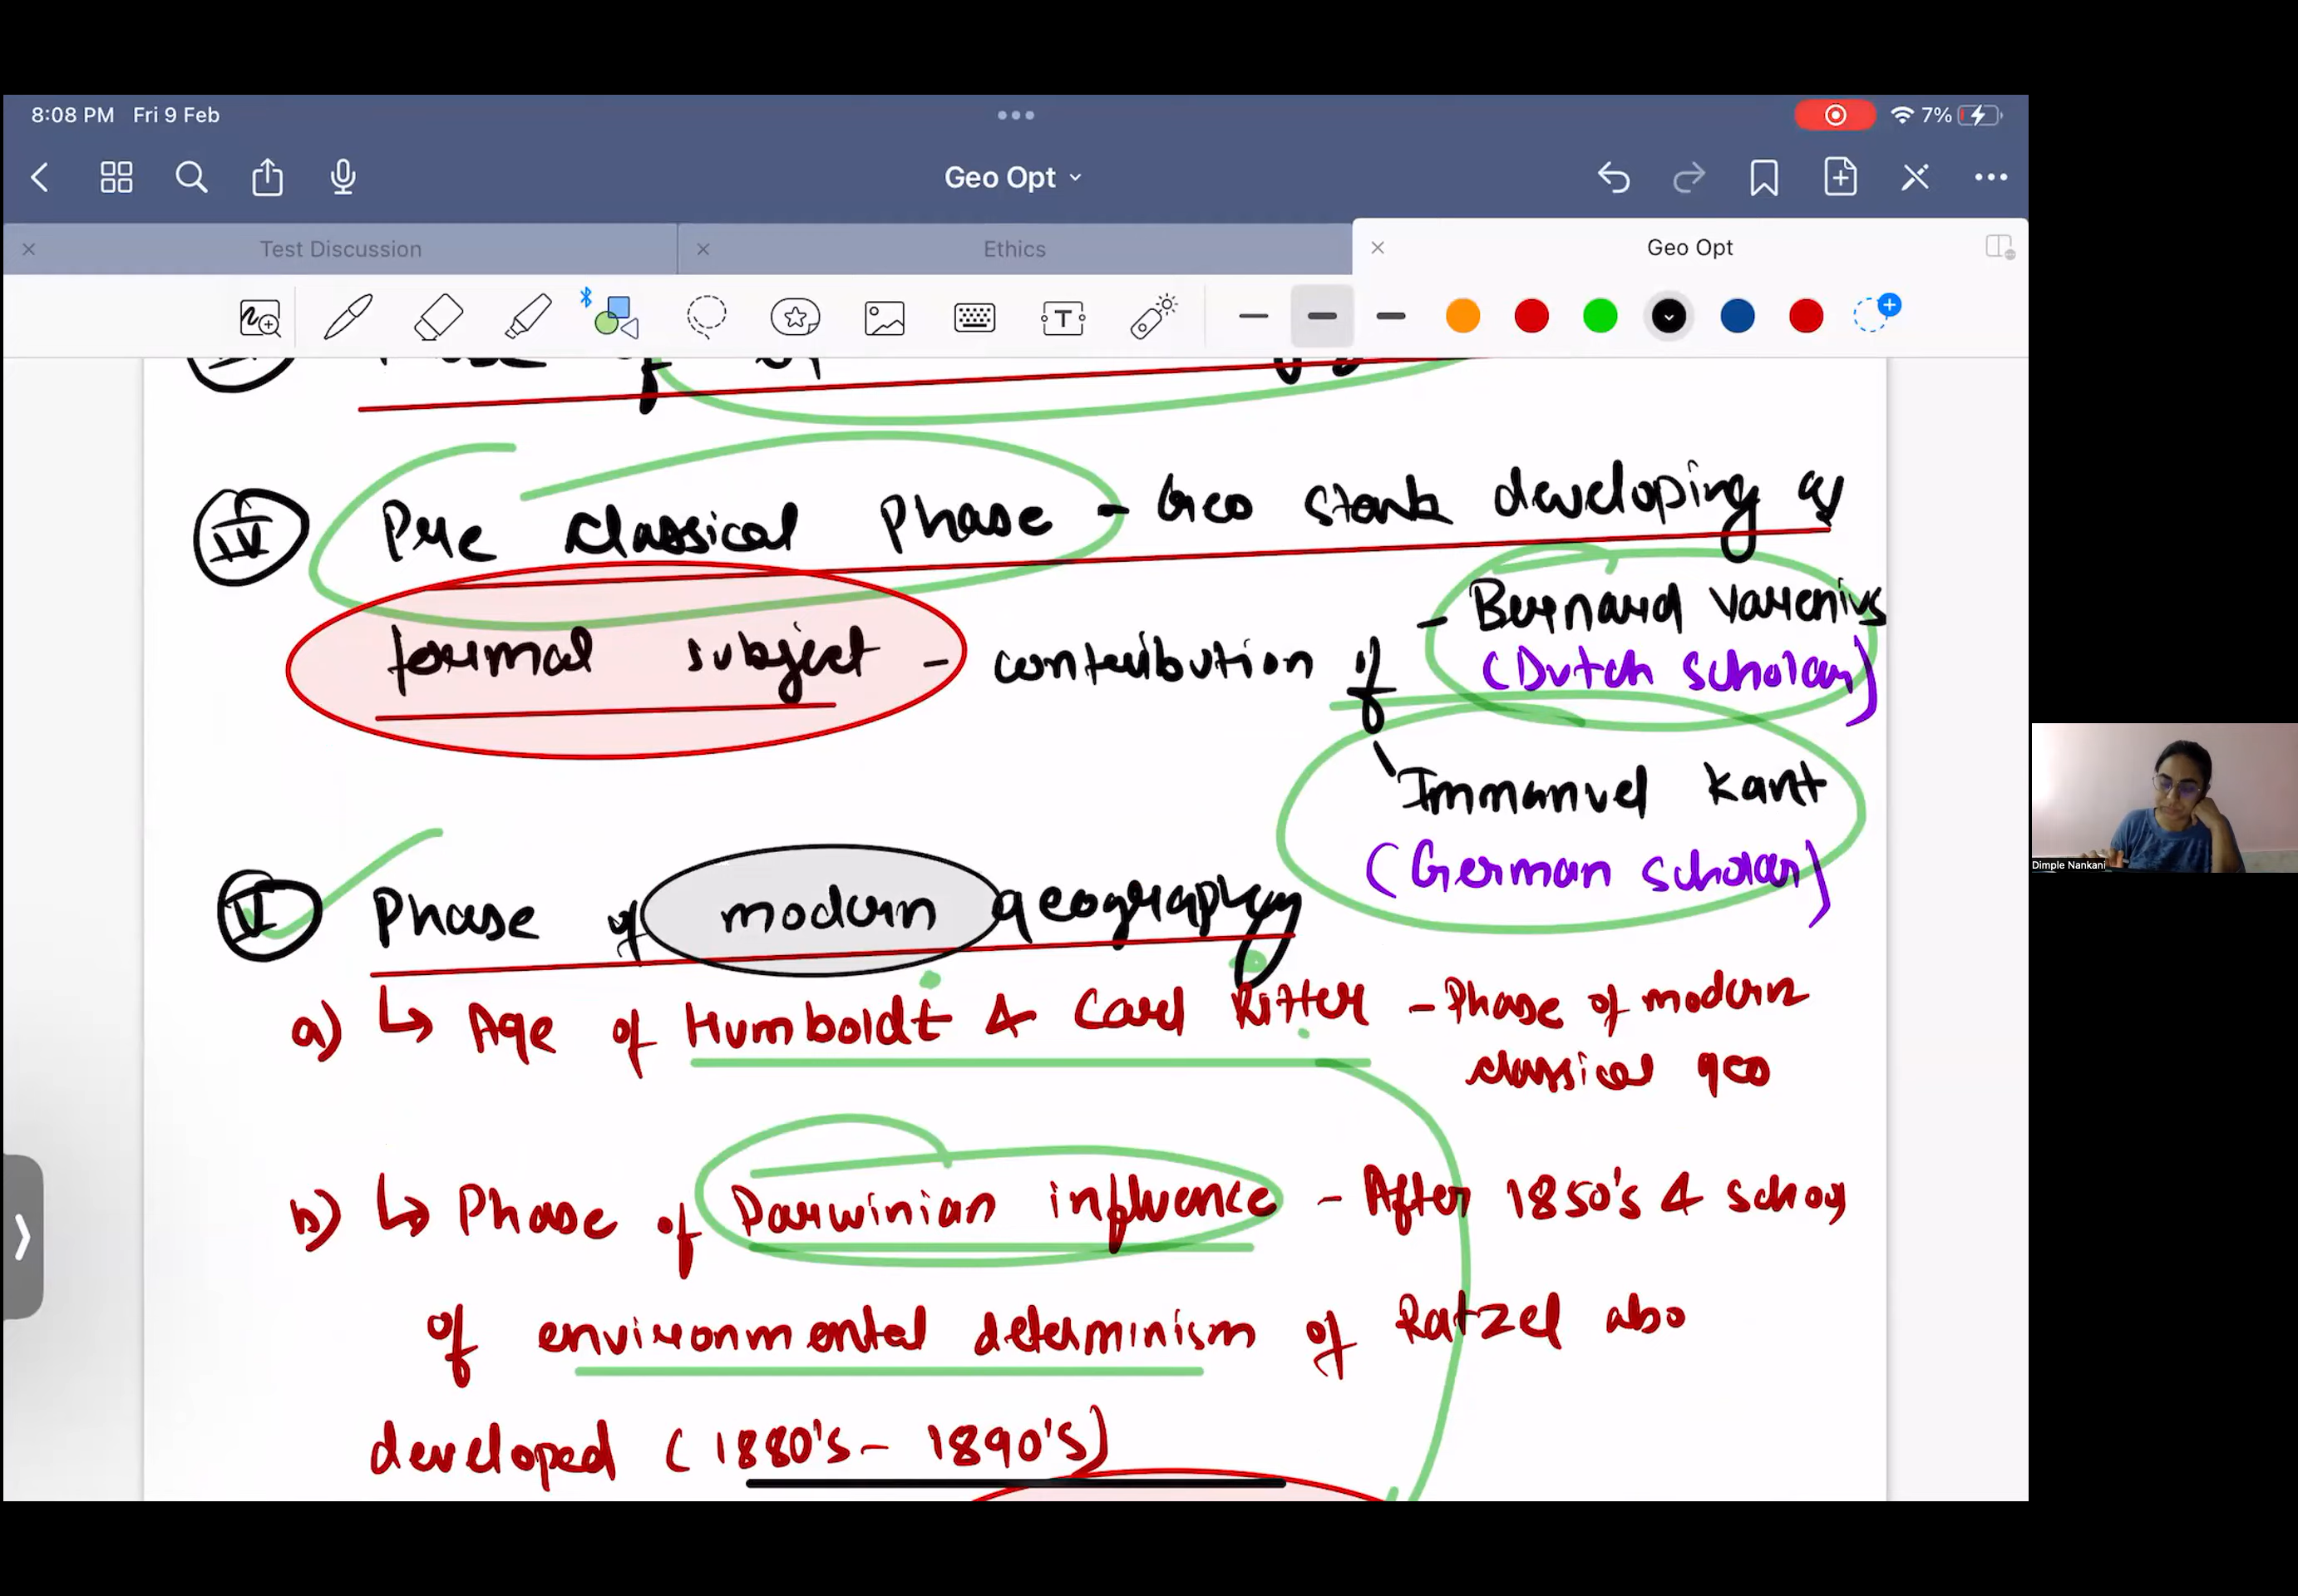 8:08 PM Fri 9 Feb
7%
Geo Opt
Test Discussion
Ethics
Geo Opt
T
IV Pre classical Phase - Geo starts developing as
formal subject - contribution of
- Bernard Varenius
(Dutch scholar)
Immanuel Kant
(German scholar)
V Phase of modern geography
a) ↳ Age of Humboldt & Carl Ritter - Phase of modern
classical geo
b) ↳ Phase of Darwinian influence - After 1850's & school
of environmental determinism of Ratzel also
developed (1880's - 1890's)
Dimple Nankani